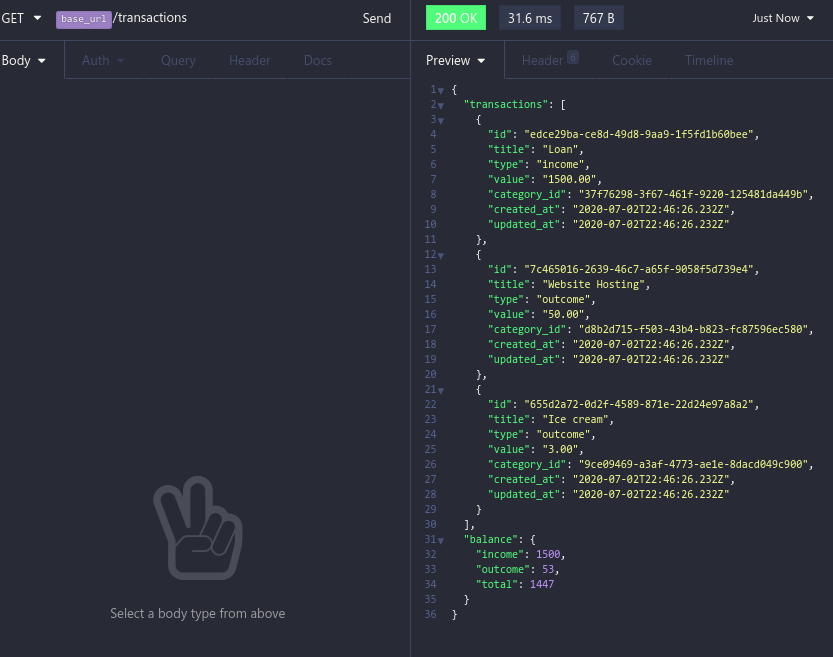 GET base_url/transactions Send 200 OK 31.6 ms 767 B Just Now
Body Auth Query Header Docs Preview Header 6 Cookie Timeline
1 {
2 "transactions": [
3 {
4 "id": "edce29ba-ce8d-49d8-9aa9-1f5fd1b60bee",
5 "title": "Loan",
6 "type": "income",
7 "value": "1500.00",
8 "category_id": "37f76298-3f67-461f-9220-125481da449b",
9 "created_at": "2020-07-02T22:46:26.232Z",
10 "updated_at": "2020-07-02T22:46:26.232Z"
11 },
12 {
13 "id": "7c465016-2639-46c7-a65f-9058f5d739e4",
14 "title": "Website Hosting",
15 "type": "outcome",
16 "value": "50.00",
17 "category_id": "d8b2d715-f503-43b4-b823-fc87596ec580",
18 "created_at": "2020-07-02T22:46:26.232Z",
19 "updated_at": "2020-07-02T22:46:26.232Z"
20 },
21 {
22 "id": "655d2a72-0d2f-4589-871e-22d24e97a8a2",
23 "title": "Ice cream",
24 "type": "outcome",
25 "value": "3.00",
26 "category_id": "9ce09469-a3af-4773-ae1e-8dacd049c900",
27 "created_at": "2020-07-02T22:46:26.232Z",
28 "updated_at": "2020-07-02T22:46:26.232Z"
29 }
30 ],
31 "balance": {
32 "income": 1500,
33 "outcome": 53,
34 "total": 1447
35 }
36 }
Select a body type from above